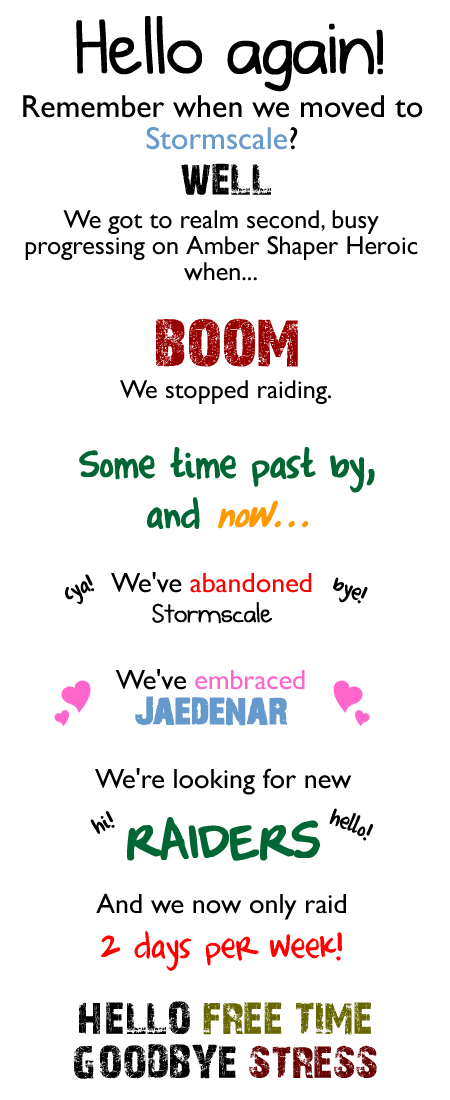 Hello again!
Remember when we moved to
Stormscale?
WELL
We got to realm second, busy
progressing on Amber Shaper Heroic
when...
BOOM
We stopped raiding.
Some time past by,
and now...
cya! We've abandoned bye!
Stormscale
We've embraced
JAEDENAR
We're looking for new
hi! RAIDERS hello!
And we now only raid
2 days per week!
HELLO FREE TIME
GOODBYE STRESS